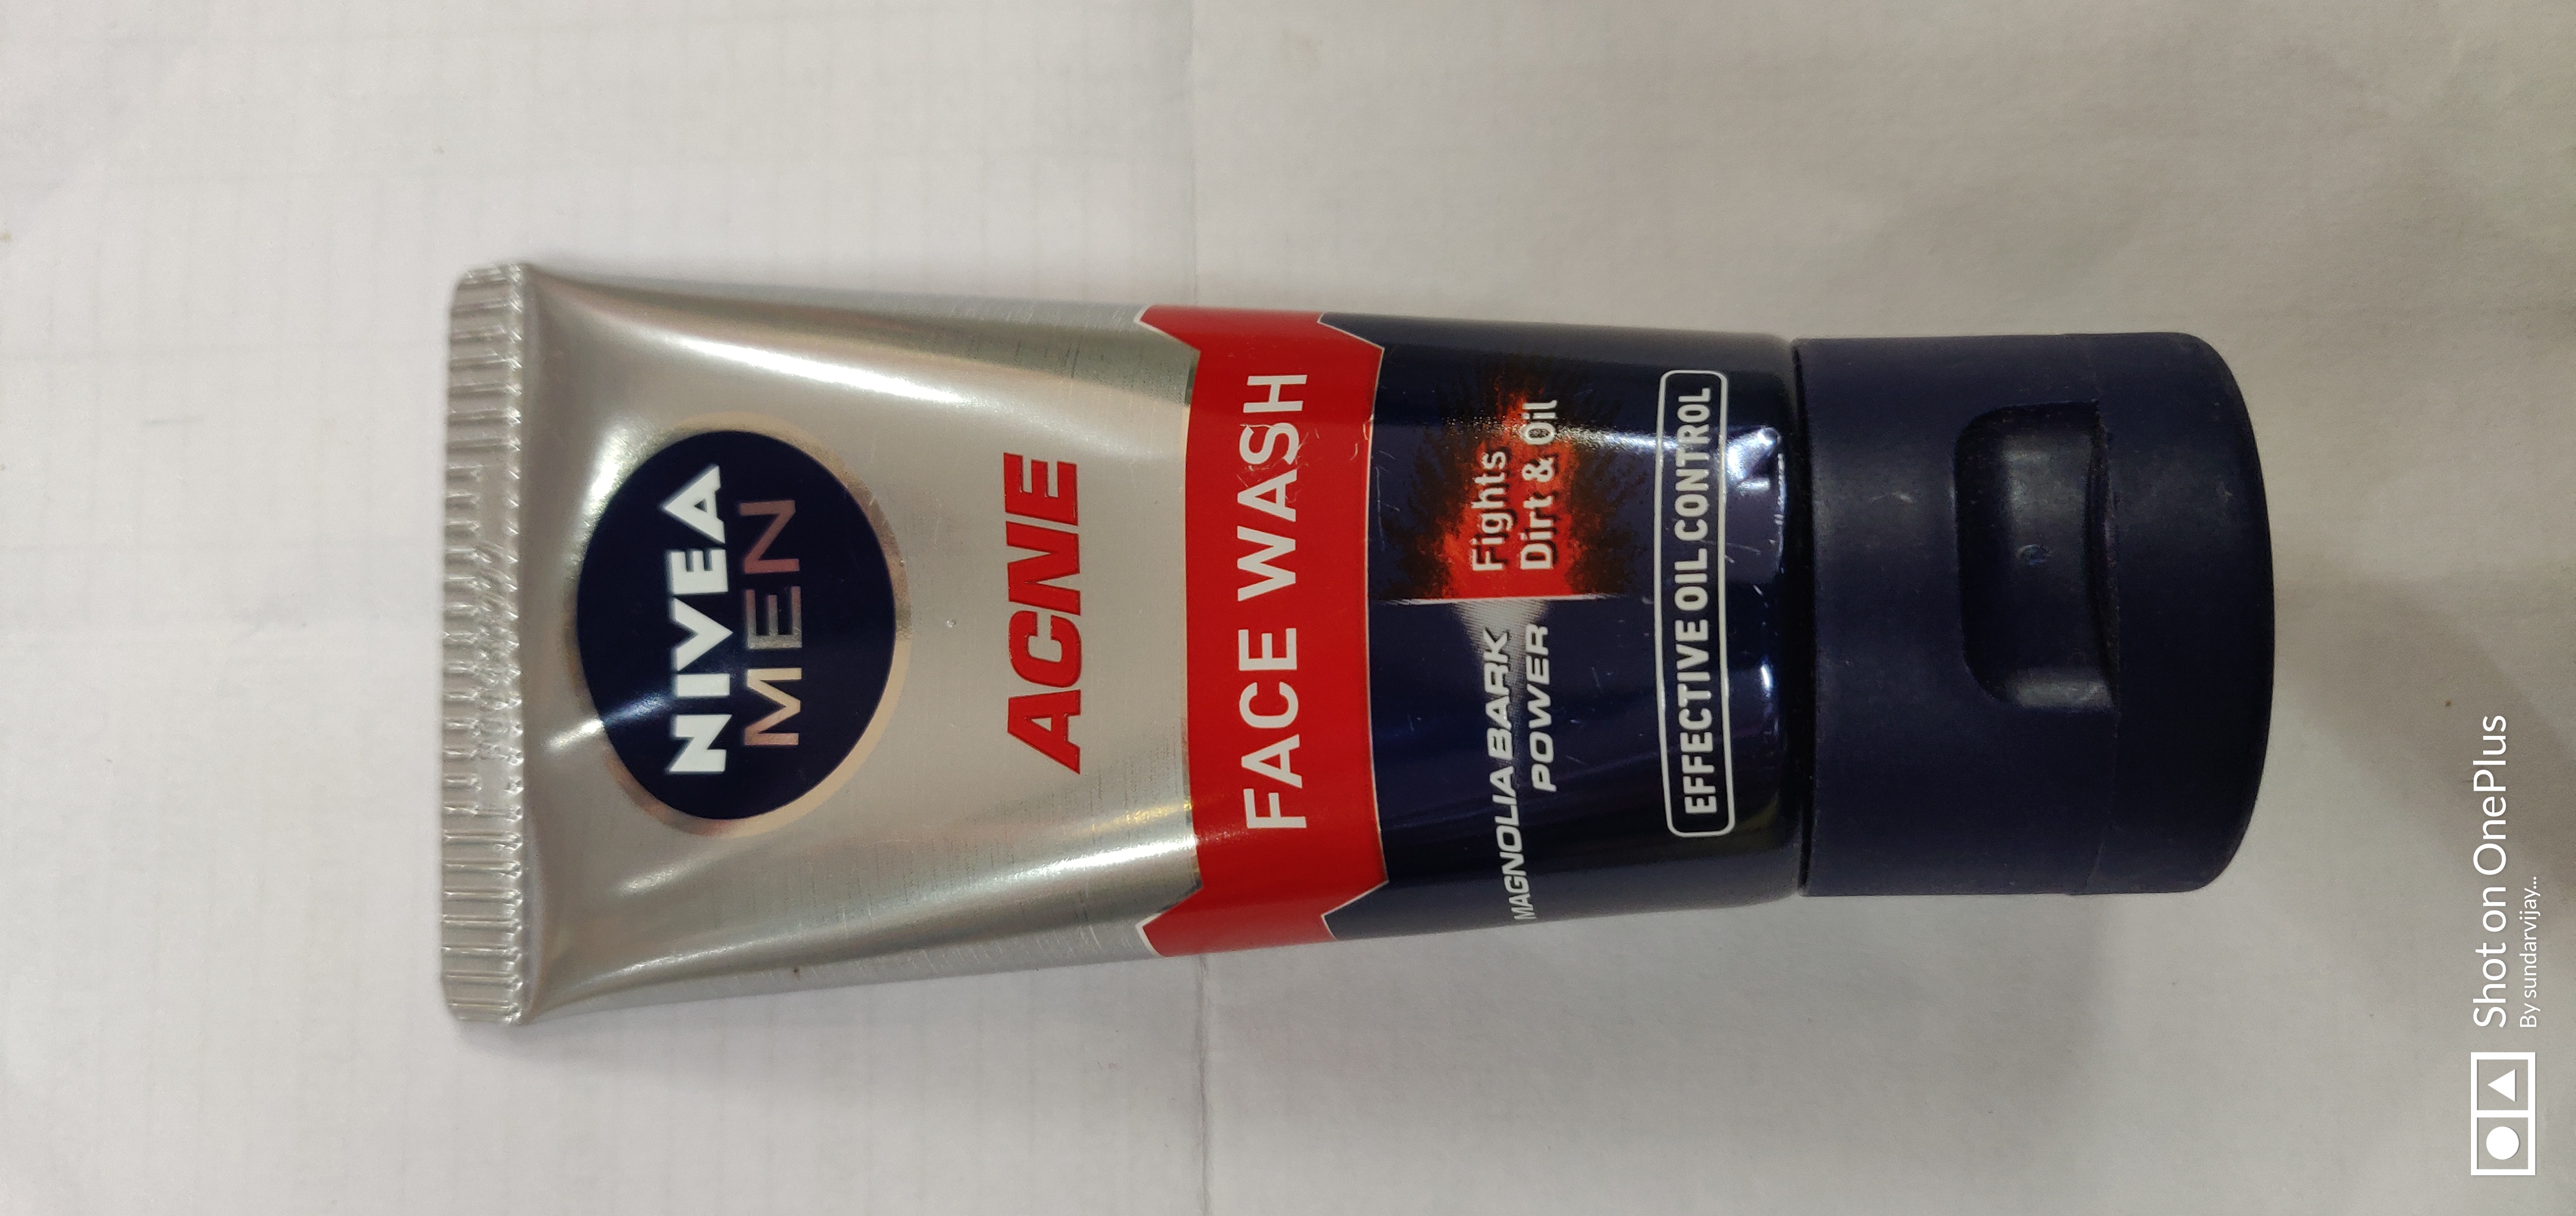 NIVEA
MEN
ACNE
FACE WASH
MAGNOLIA BARK
POWER
Fights
Dirt & Oil
EFFECTIVE OIL CONTROL
Shot on OnePlus
By sundarvijay...